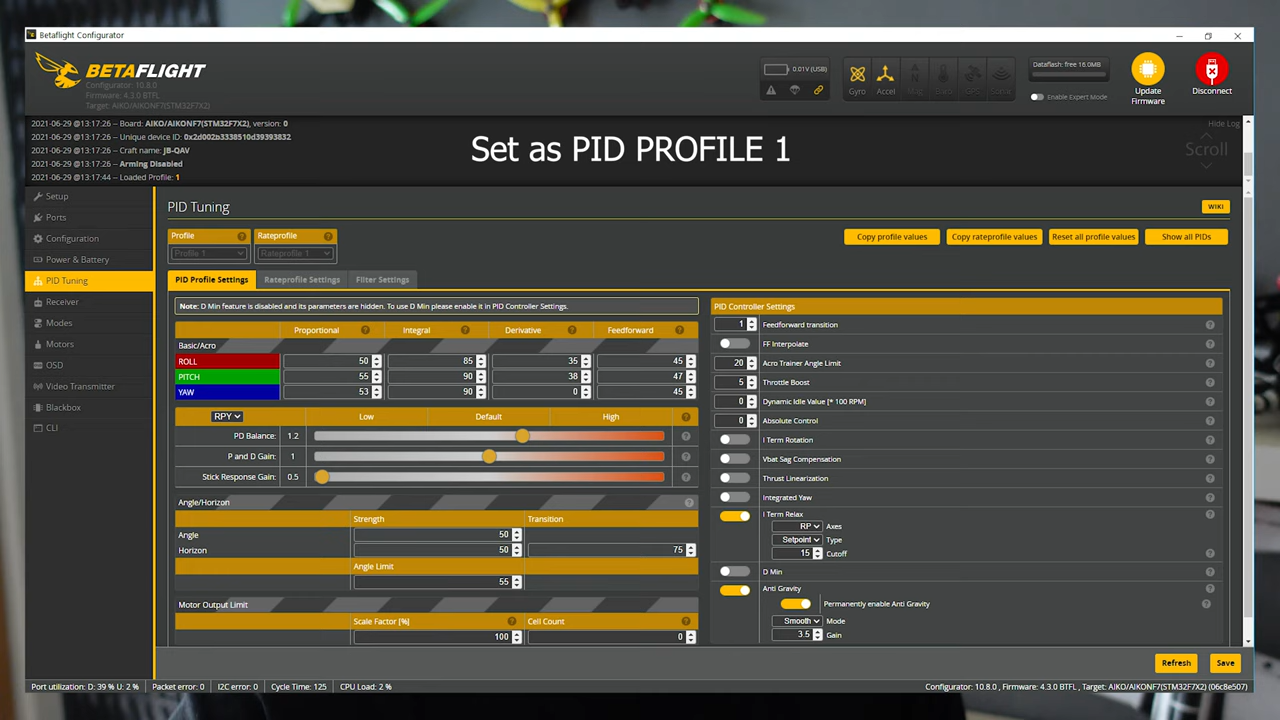 Betaflight Configurator
BETAFLIGHT
Configurator: 10.8.0
Firmware: 4.3.0 BTFL
Target: AIKO/AIKONF7(STM32F7X2)
0.01V (USB)
Gyro
Accel
Mag
Baro
GPS
Sonar
Dataflash: free 16.0MB
Enable Expert Mode
Update
Firmware
Disconnect
2021-06-29 @13:17:26 -- Board: AIKO/AIKONF7(STM32F7X2), version: 0
2021-06-29 @13:17:26 -- Unique device ID: 0x2d002b3338510d39393832
2021-06-29 @13:17:26 -- Craft name: JB-QAV
2021-06-29 @13:17:26 -- Arming Disabled
2021-06-29 @13:17:44 -- Loaded Profile: 1
Set as PID PROFILE 1
Hide Log
Scroll
Setup
Ports
Configuration
Power & Battery
PID Tuning
Receiver
Modes
Motors
OSD
Video Transmitter
Blackbox
CLI
PID Tuning
WIKI
Profile
Rateprofile
Profile 1
Rateprofile 1
Copy profile values
Copy rateprofile values
Reset all profile values
Show all PIDs
PID Profile Settings
Rateprofile Settings
Filter Settings
Note: D Min feature is disabled and its parameters are hidden. To use D Min please enable it in PID Controller Settings.
Proportional Integral Derivative Feedforward
Basic/Acro
ROLL 50 85 35 45
PITCH 55 90 38 47
YAW 53 90 0 45
RPY Low Default High
PD Balance: 1.2
P and D Gain: 1
Stick Response Gain: 0.5
Angle/Horizon
Strength Transition
Angle 50
Horizon 50 75
Angle Limit
55
Motor Output Limit
Scale Factor [%] Cell Count
100 0
PID Controller Settings
1 Feedforward transition
FF Interpolate
20 Acro Trainer Angle Limit
5 Throttle Boost
0 Dynamic Idle Value [* 100 RPM]
0 Absolute Control
I Term Rotation
Vbat Sag Compensation
Thrust Linearization
Integrated Yaw
I Term Relax
RP Axes
Setpoint Type
15 Cutoff
D Min
Anti Gravity
Permanently enable Anti Gravity
Smooth Mode
3.5 Gain
Refresh
Save
Port utilization: D: 39 % U: 2 %
Packet error: 0
I2C error: 0
Cycle Time: 125
CPU Load: 2 %
Configurator: 10.8.0, Firmware: 4.3.0 BTFL, Target: AIKO/AIKONF7(STM32F7X2) (06c8e507)